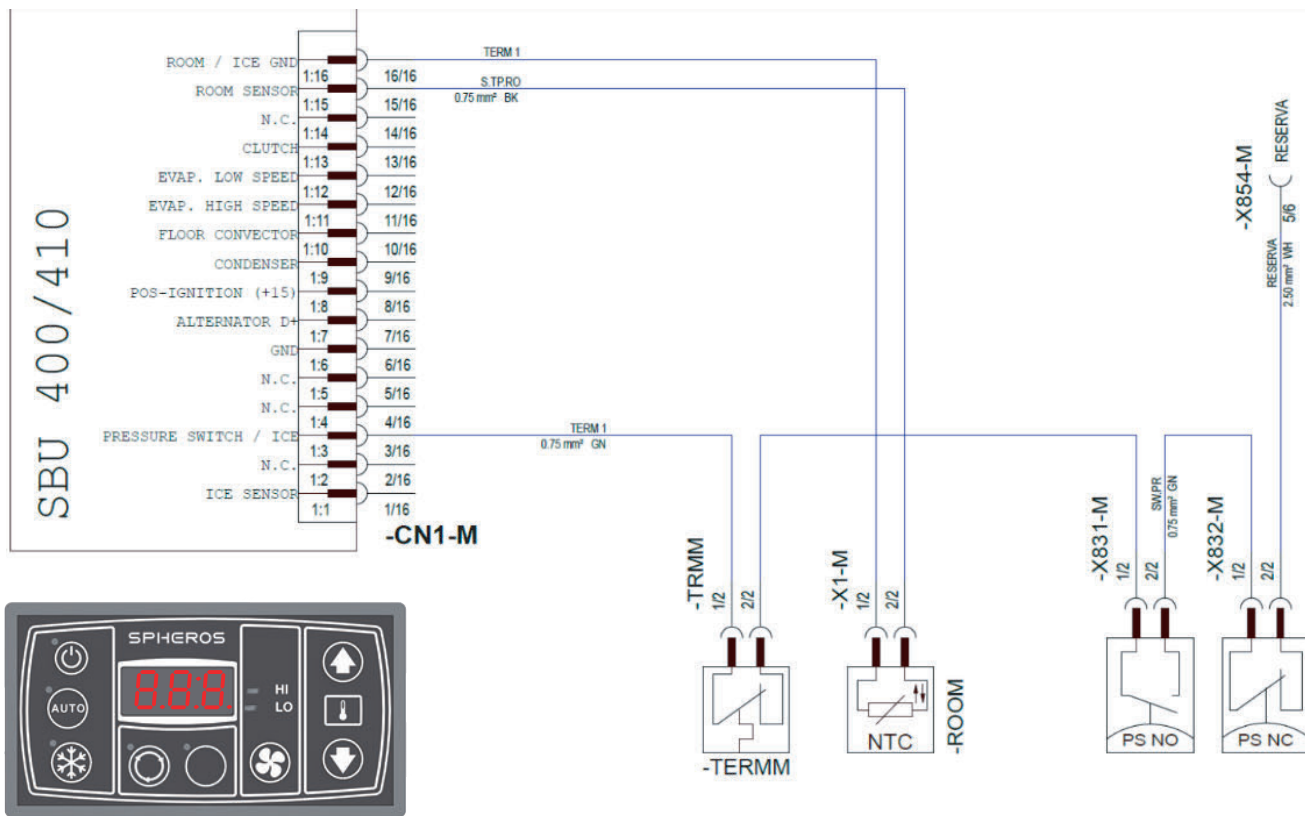 SBU 400/410
ROOM / ICE GND
1:16 16/16
ROOM SENSOR
1:15 15/16
N.C.
1:14 14/16
CLUTCH
1:13 13/16
EVAP. LOW SPEED
1:12 12/16
EVAP. HIGH SPEED
1:11 11/16
FLOOR CONVECTOR
1:10 10/16
CONDENSER
1:9 9/16
POS-IGNITION (+15)
1:8 8/16
ALTERNATOR D+
1:7 7/16
GND
1:6 6/16
N.C.
1:5 5/16
N.C.
1:4 4/16
PRESSURE SWITCH / ICE
1:3 3/16
N.C.
1:2 2/16
ICE SENSOR
1:1 1/16
-CN1-M
TERM 1
S.TP.RO
0.75 mm² BK
TERM 1
0.75 mm² GN
-TRMM
1/2
2/2
-TERMM
-X1-M
1/2
2/2
NTC
-ROOM
-X831-M
1/2
2/2
PS NO
SW.PR
0.75 mm² GN
-X832-M
1/2
2/2
PS NC
-X854-M
RESERVA
5/6
RESERVA
2.50 mm² WH
SPHEROS
8.8.8.
AUTO
HI
LO